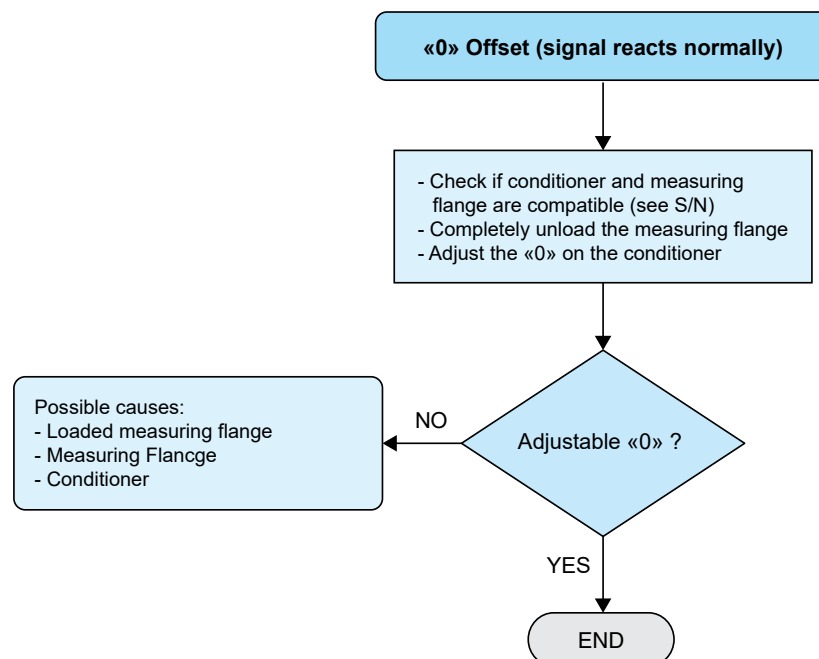 «0» Offset (signal reacts normally)
- Check if conditioner and measuring
flange are compatible (see S/N)
- Completely unload the measuring flange
- Adjust the «0» on the conditioner
Adjustable «0» ?
NO
Possible causes:
- Loaded measuring flange
- Measuring Flancge
- Conditioner
YES
END